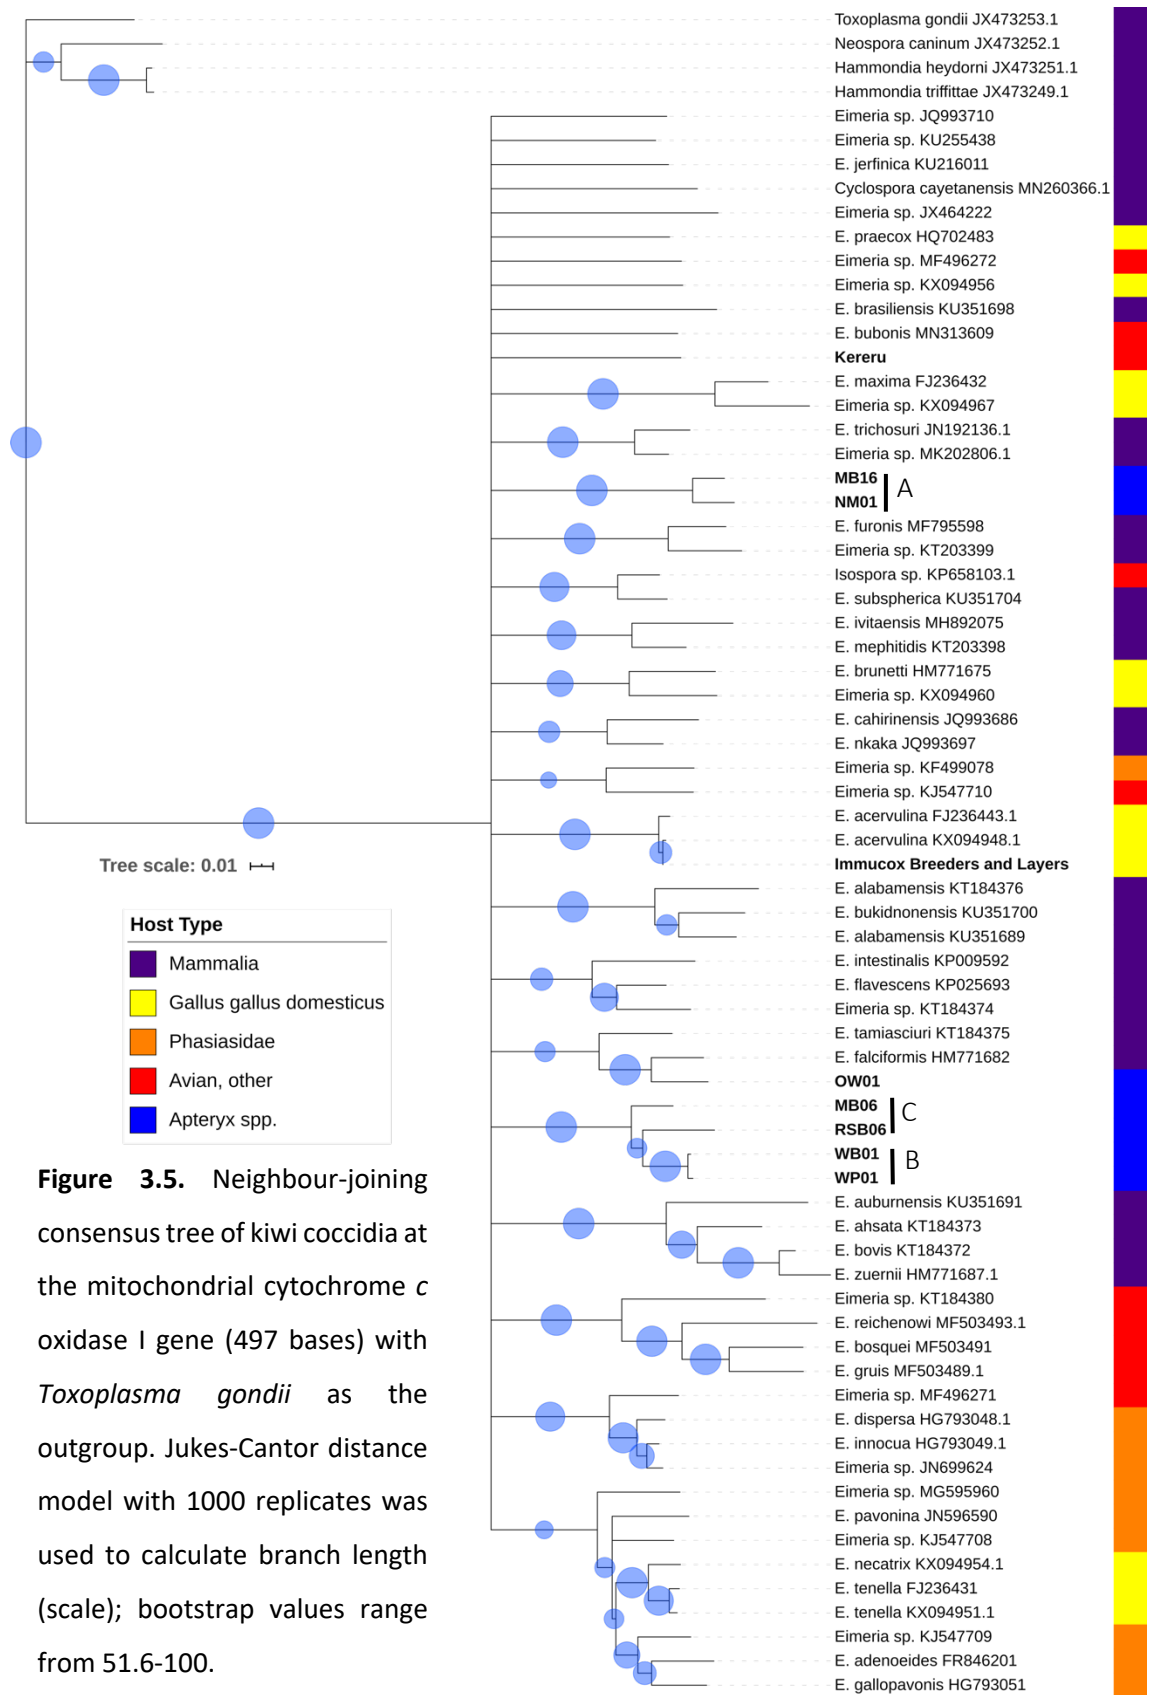 Toxoplasma gondii JX473253.1
Neospora caninum JX473252.1
Hammondia heydorni JX473251.1
Hammondia triffittae JX473249.1
Eimeria sp. JQ993710
Eimeria sp. KU255438
E. jerfinica KU216011
Cyclospora cayetanensis MN260366.1
Eimeria sp. JX464222
E. praecox HQ702483
Eimeria sp. MF496272
Eimeria sp. KX094956
E. brasiliensis KU351698
E. bubonis MN313609
Kereru
E. maxima FJ236432
Eimeria sp. KX094967
E. trichosuri JN192136.1
Eimeria sp. MK202806.1
MB16
NM01
A
E. furonis MF795598
Eimeria sp. KT203399
Isospora sp. KP658103.1
E. subspherica KU351704
E. ivitaensis MH892075
E. mephitidis KT203398
E. brunetti HM771675
Eimeria sp. KX094960
E. cahirinensis JQ993686
E. nkaka JQ993697
Eimeria sp. KF499078
Eimeria sp. KJ547710
E. acervulina FJ236443.1
E. acervulina KX094948.1
Immucox Breeders and Layers
E. alabamensis KT184376
E. bukidnonensis KU351700
E. alabamensis KU351689
E. intestinalis KP009592
E. flavescens KP025693
Eimeria sp. KT184374
E. tamiasciuri KT184375
E. falciformis HM771682
OW01
MB06
RSB06
C
WB01
WP01
B
E. auburnensis KU351691
E. ahsata KT184373
E. bovis KT184372
E. zuernii HM771687.1
Eimeria sp. KT184380
E. reichenowi MF503493.1
E. bosquei MF503491
E. gruis MF503489.1
Eimeria sp. MF496271
E. dispersa HG793048.1
E. innocua HG793049.1
Eimeria sp. JN699624
Eimeria sp. MG595960
E. pavonina JN596590
Eimeria sp. KJ547708
E. necatrix KX094954.1
E. tenella FJ236431
E. tenella KX094951.1
Eimeria sp. KJ547709
E. adenoeides FR846201
E. gallopavonis HG793051
Tree scale: 0.01
Host Type
Mammalia
Gallus gallus domesticus
Phasiasidae
Avian, other
Apteryx spp.
Figure 3.5. Neighbour-joining
consensus tree of kiwi coccidia at
the mitochondrial cytochrome c
oxidase I gene (497 bases) with
Toxoplasma gondii as the
outgroup. Jukes-Cantor distance
model with 1000 replicates was
used to calculate branch length
(scale); bootstrap values range
from 51.6-100.